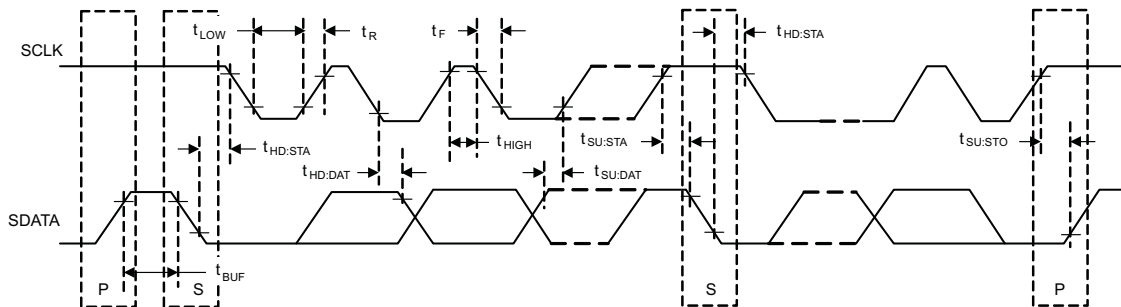 t_LOW t_R t_F t_HD:STA
SCLK
t_HD:STA t_HIGH t_SU:STA t_SU:STO
t_HD:DAT t_SU:DAT
SDATA
t_BUF
P S S P